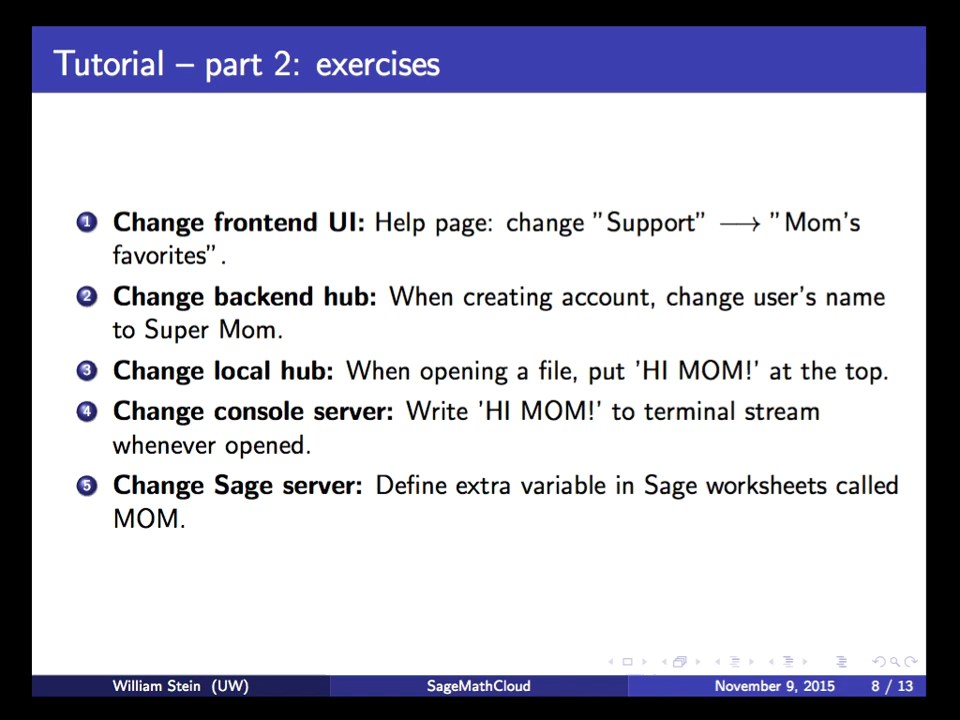 Tutorial – part 2: exercises
1 Change frontend UI: Help page: change ”Support” ⟶ ”Mom’s
favorites”.
2 Change backend hub: When creating account, change user’s name
to Super Mom.
3 Change local hub: When opening a file, put ’HI MOM!’ at the top.
4 Change console server: Write ’HI MOM!’ to terminal stream
whenever opened.
5 Change Sage server: Define extra variable in Sage worksheets called
MOM.
William Stein (UW) SageMathCloud November 9, 2015 8 / 13